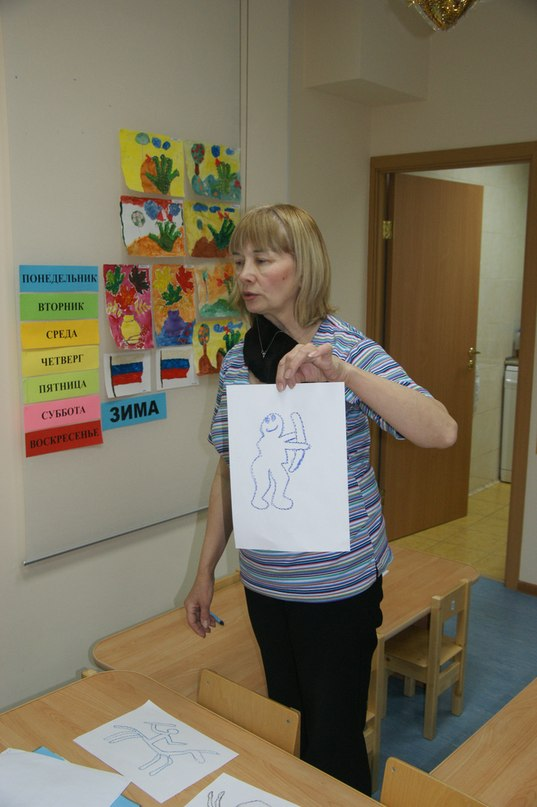 ПОНЕДЕЛЬНИК
ВТОРНИК
СРЕДА
ЧЕТВЕРГ
ПЯТНИЦА
СУББОТА
ВОСКРЕСЕНЬЕ
ЗИМА